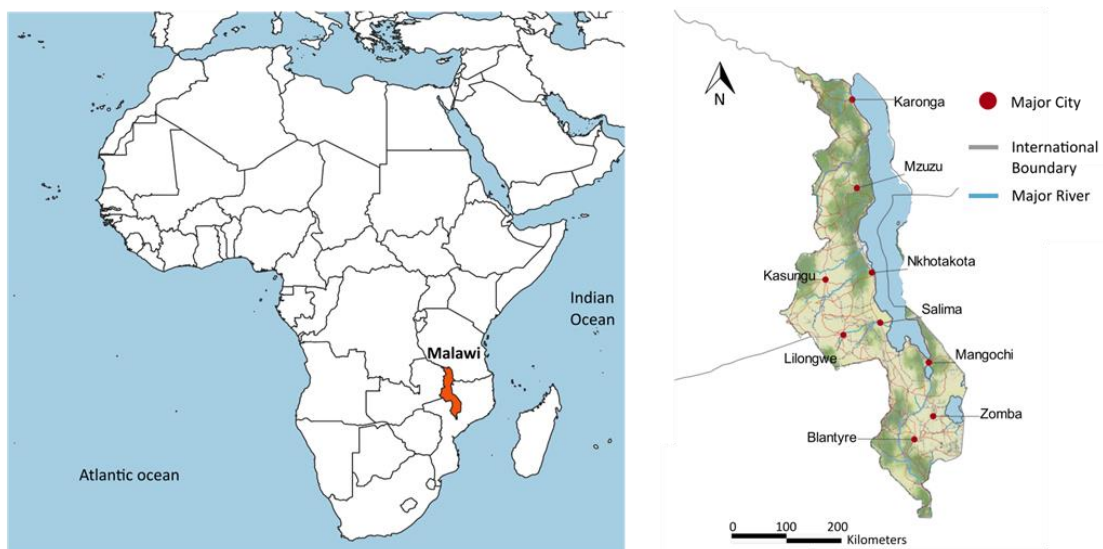 Malawi
Indian
Ocean
Atlantic ocean
N
Karonga
Mzuzu
Nkhotakota
Kasungu
Salima
Lilongwe
Mangochi
Zomba
Blantyre
Major City
International
Boundary
Major River
0 100 200
Kilometers